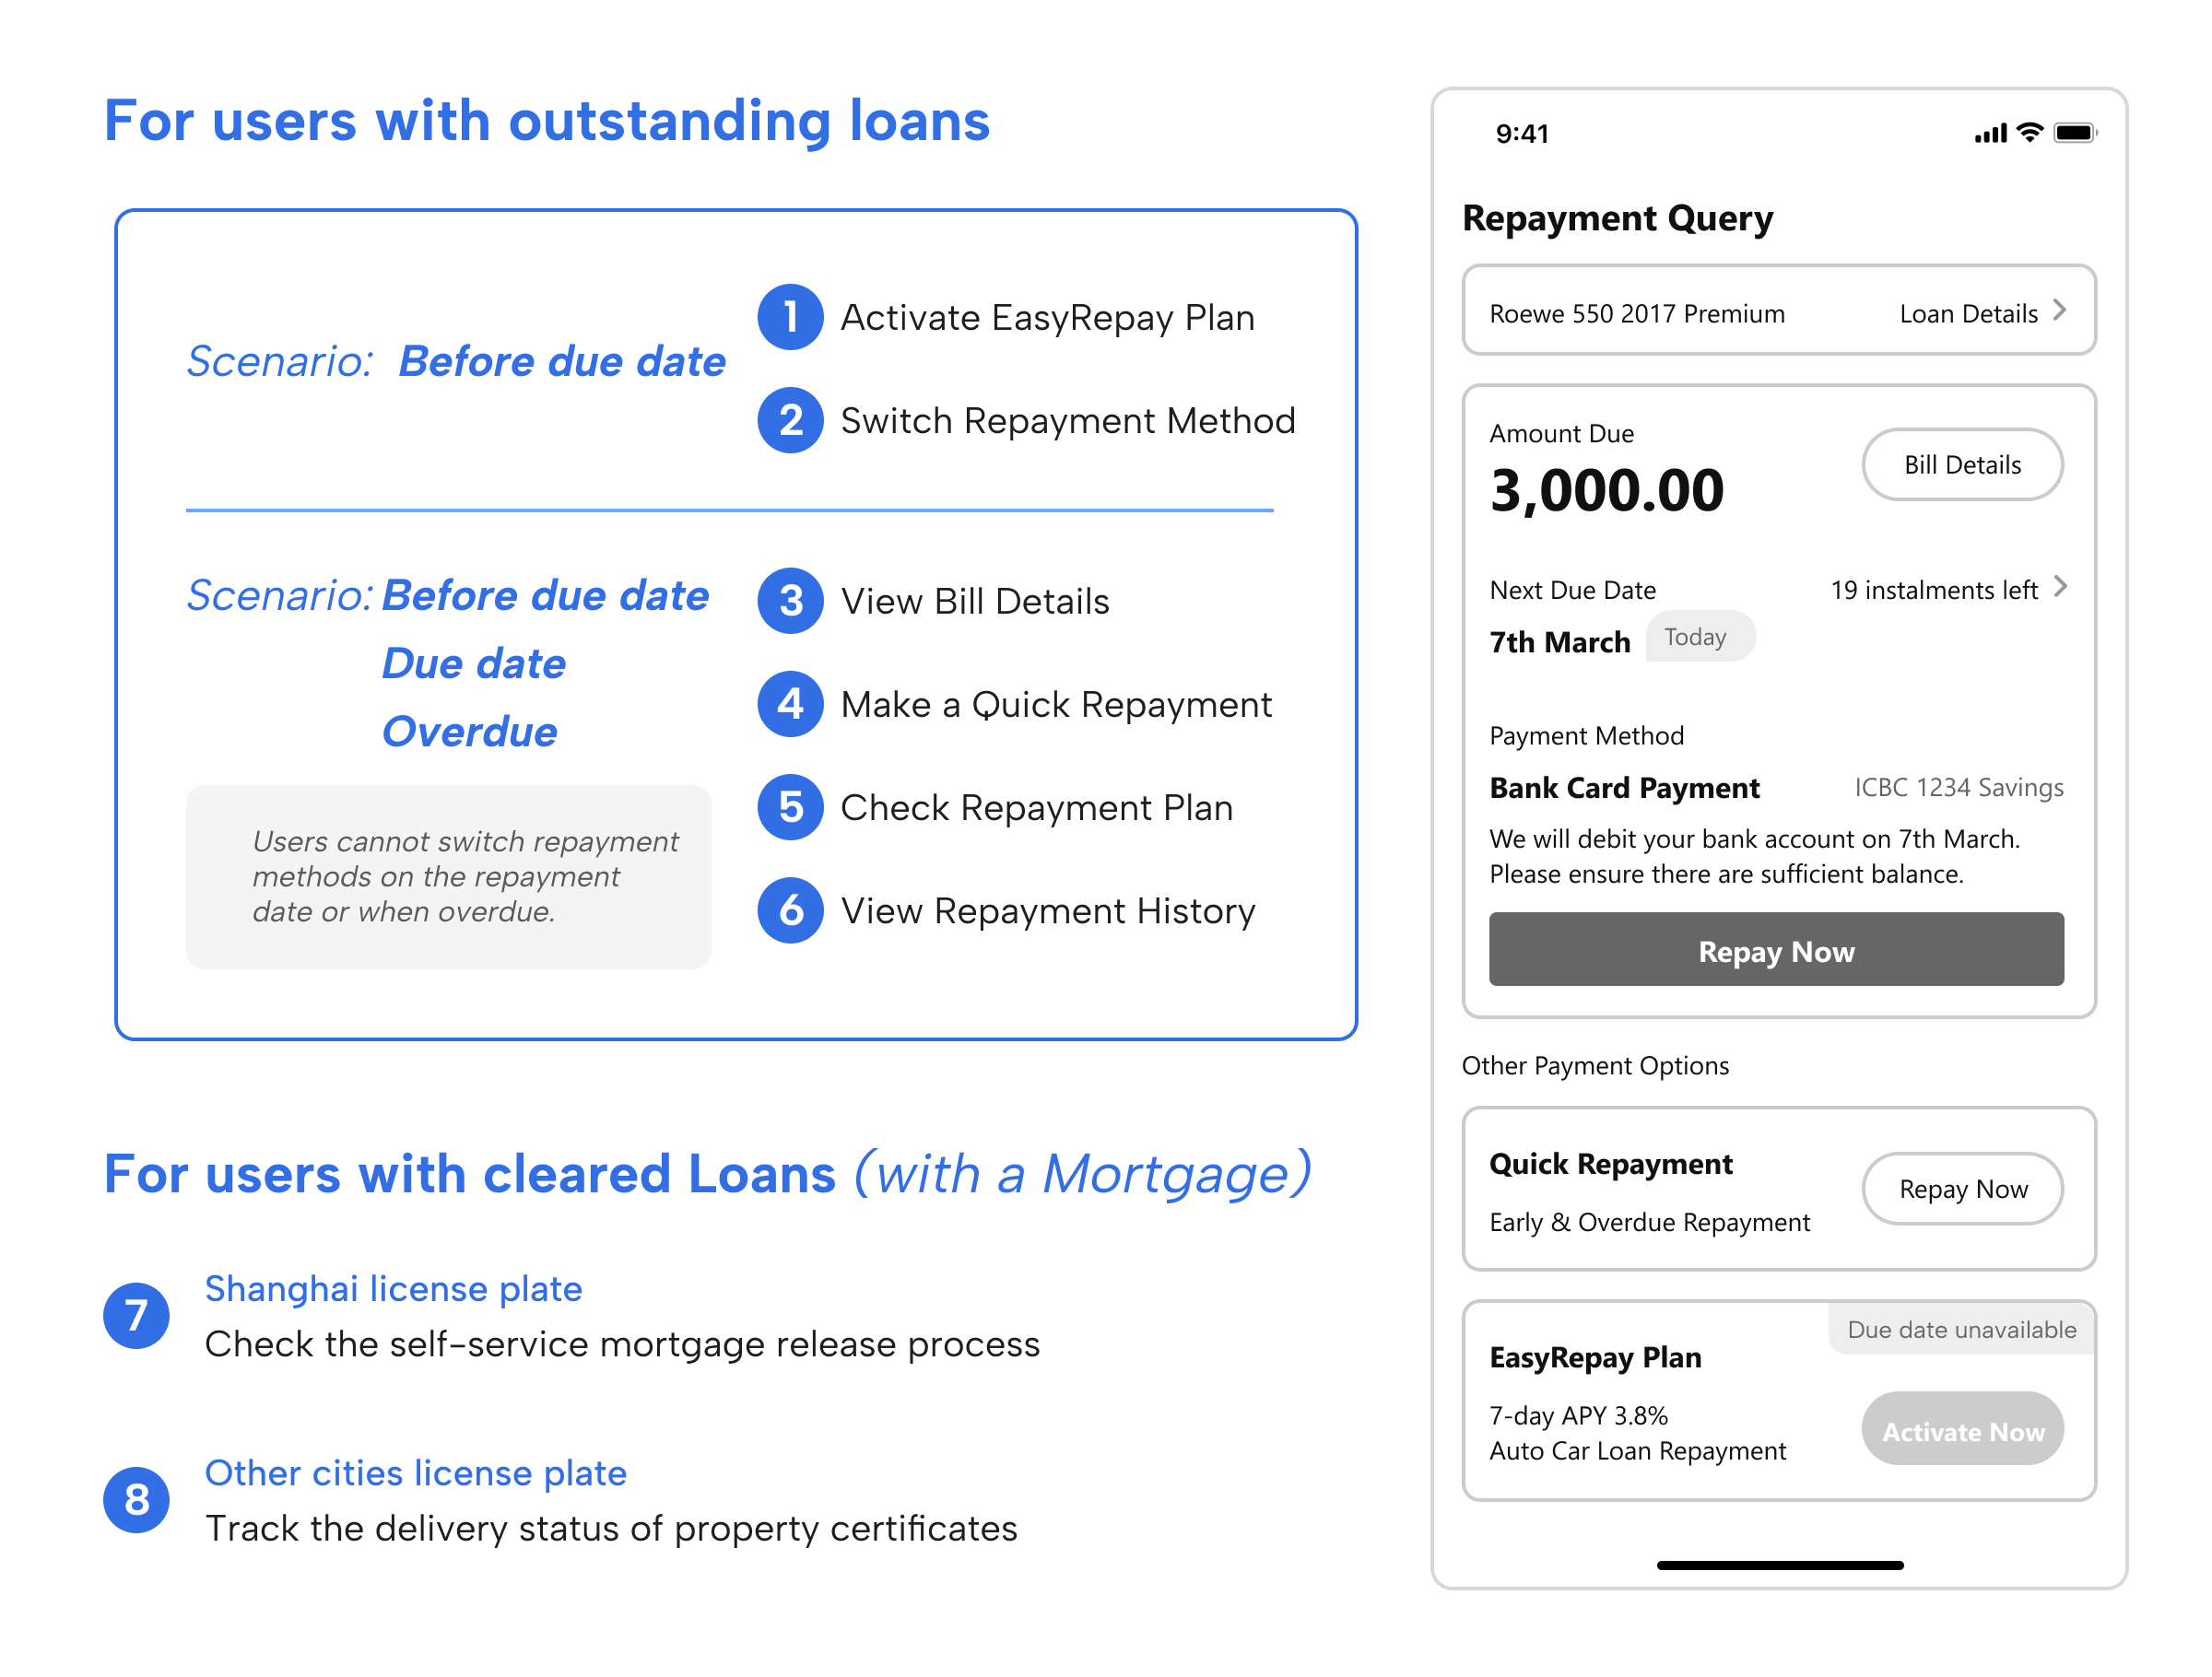 For users with outstanding loans
Scenario: Before due date
1 Activate EasyRepay Plan
2 Switch Repayment Method
Scenario: Before due date
Due date
Overdue
Users cannot switch repayment
methods on the repayment
date or when overdue.
3 View Bill Details
4 Make a Quick Repayment
5 Check Repayment Plan
6 View Repayment History
For users with cleared Loans (with a Mortgage)
7 Shanghai license plate
Check the self-service mortgage release process
8 Other cities license plate
Track the delivery status of property certificates
9:41
Repayment Query
Roewe 550 2017 Premium Loan Details
Amount Due
3,000.00
Bill Details
Next Due Date 19 instalments left
7th March Today
Payment Method
Bank Card Payment ICBC 1234 Savings
We will debit your bank account on 7th March.
Please ensure there are sufficient balance.
Repay Now
Other Payment Options
Quick Repayment
Early & Overdue Repayment
Repay Now
Due date unavailable
EasyRepay Plan
7-day APY 3.8%
Auto Car Loan Repayment
Activate Now